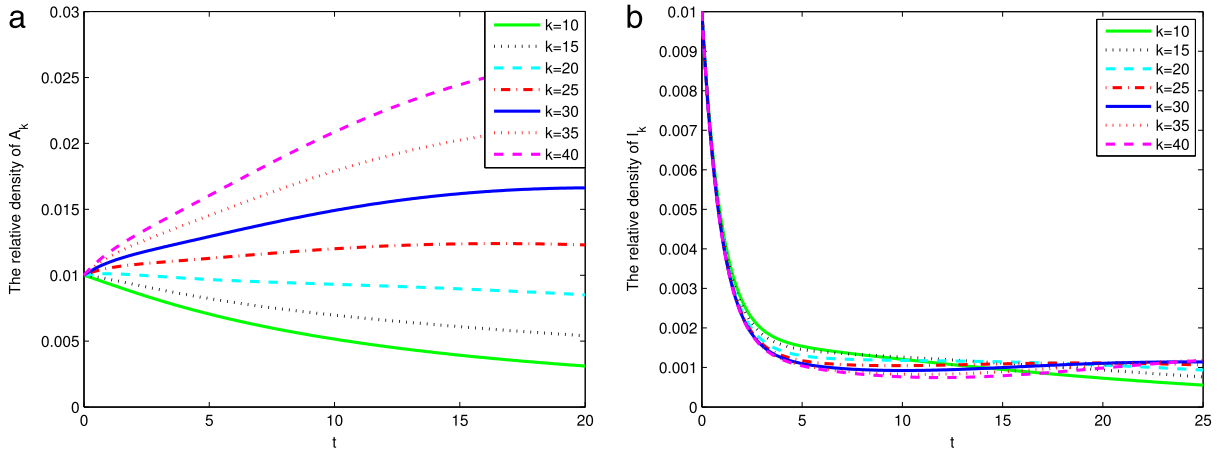 a
The relative density of A_k
0.03
0.025
0.02
0.015
0.01
0.005
0
0
5
10
15
20
t
k=10
k=15
k=20
k=25
k=30
k=35
k=40
b
The relative density of I_k
0.01
0.009
0.008
0.007
0.006
0.005
0.004
0.003
0.002
0.001
0
0
5
10
15
20
25
t
k=10
k=15
k=20
k=25
k=30
k=35
k=40